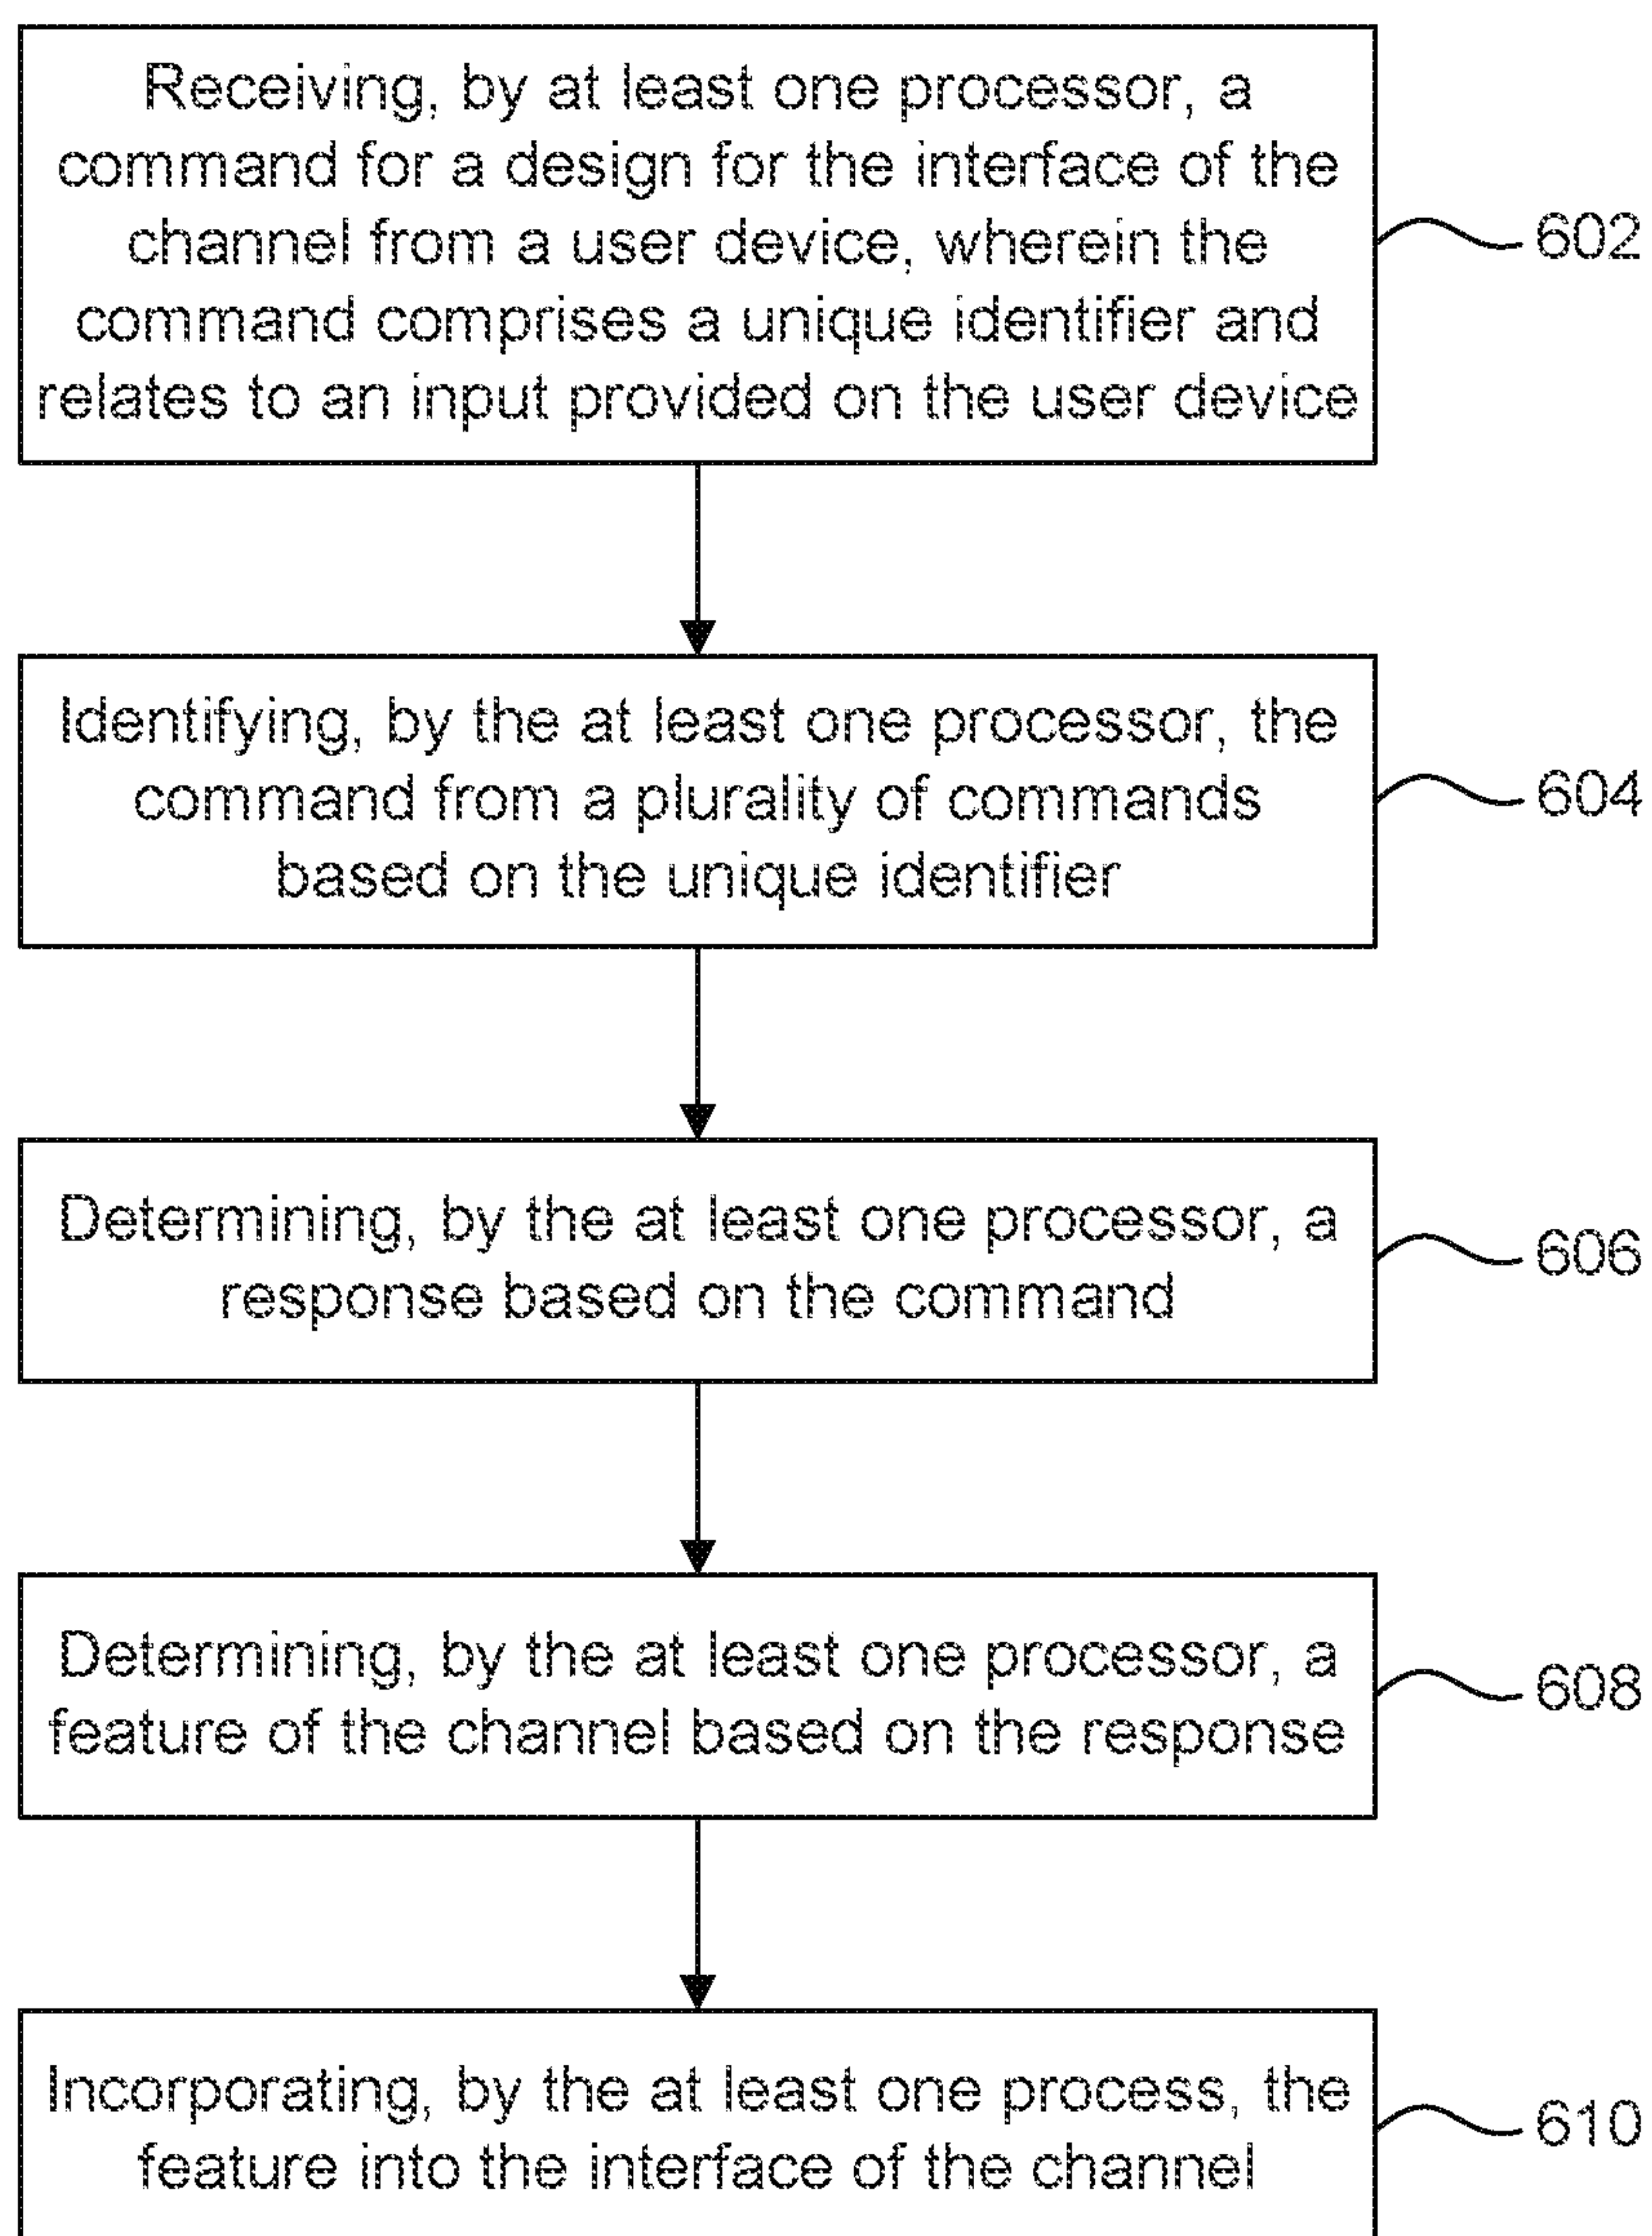 Receiving, by at least one processor, a
command for a design for the interface of the
channel from a user device, wherein the
command comprises a unique identifier and
relates to an input provided on the user device
602
Identifying, by the at least one processor, the
command from a plurality of commands
based on the unique identifier
604
Determining, by the at least one processor, a
response based on the command
606
Determining, by the at least one processor, a
feature of the channel based on the response
608
Incorporating, by the at least one process, the
feature into the interface of the channel
610